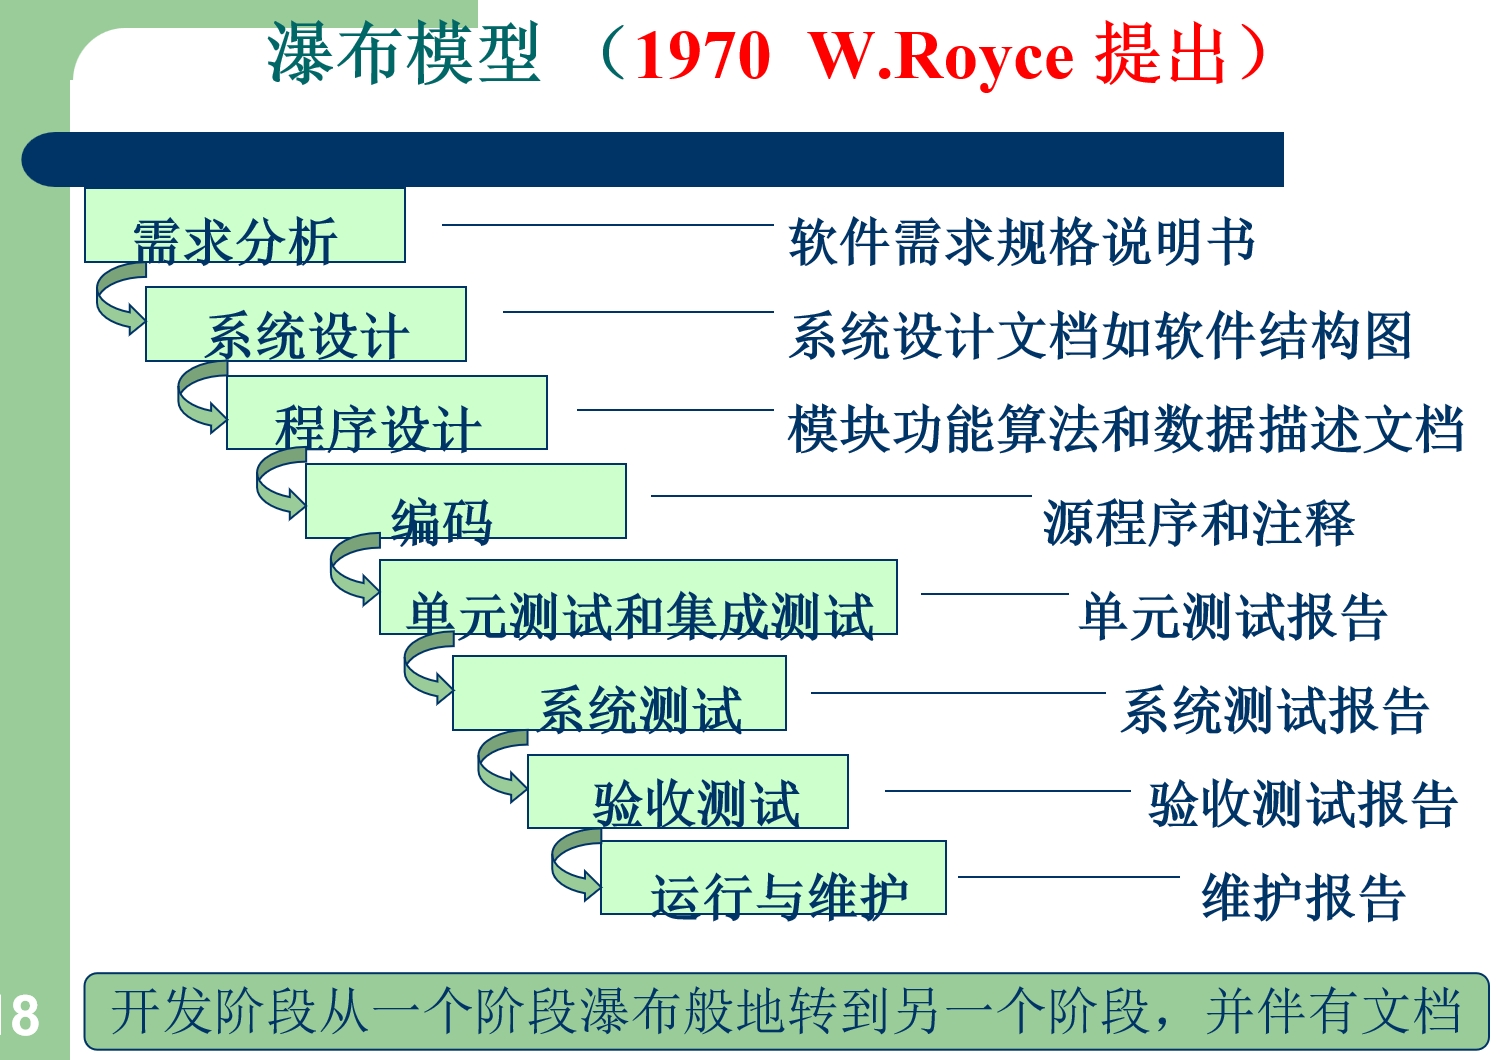 瀑布模型 （1970 W.Royce 提出）
需求分析 软件需求规格说明书
系统设计 系统设计文档如软件结构图
程序设计 模块功能算法和数据描述文档
编码 源程序和注释
单元测试和集成测试 单元测试报告
系统测试 系统测试报告
验收测试 验收测试报告
运行与维护 维护报告
开发阶段从一个阶段瀑布般地转到另一个阶段，并伴有文档
18